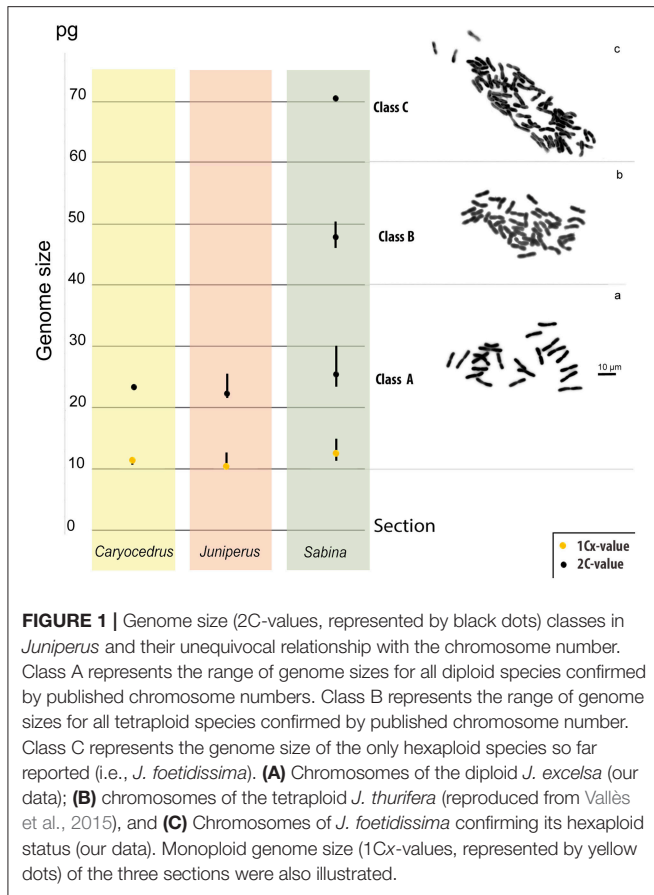 pg
c
70
Class C
60
b
50
Class B
40
a
30
Class A
10 µm
20
10
0
Genome size
Section
Caryocedrus Juniperus Sabina
1Cx-value
2C-value
FIGURE 1 | Genome size (2C-values, represented by black dots) classes in
Juniperus and their unequivocal relationship with the chromosome number.
Class A represents the range of genome sizes for all diploid species confirmed
by published chromosome numbers. Class B represents the range of genome
sizes for all tetraploid species confirmed by published chromosome number.
Class C represents the genome size of the only hexaploid species so far
reported (i.e., J. foetidissima). (A) Chromosomes of the diploid J. excelsa (our
data); (B) chromosomes of the tetraploid J. thurifera (reproduced from Vallès
et al., 2015), and (C) Chromosomes of J. foetidissima confirming its hexaploid
status (our data). Monoploid genome size (1Cx-values, represented by yellow
dots) of the three sections were also illustrated.